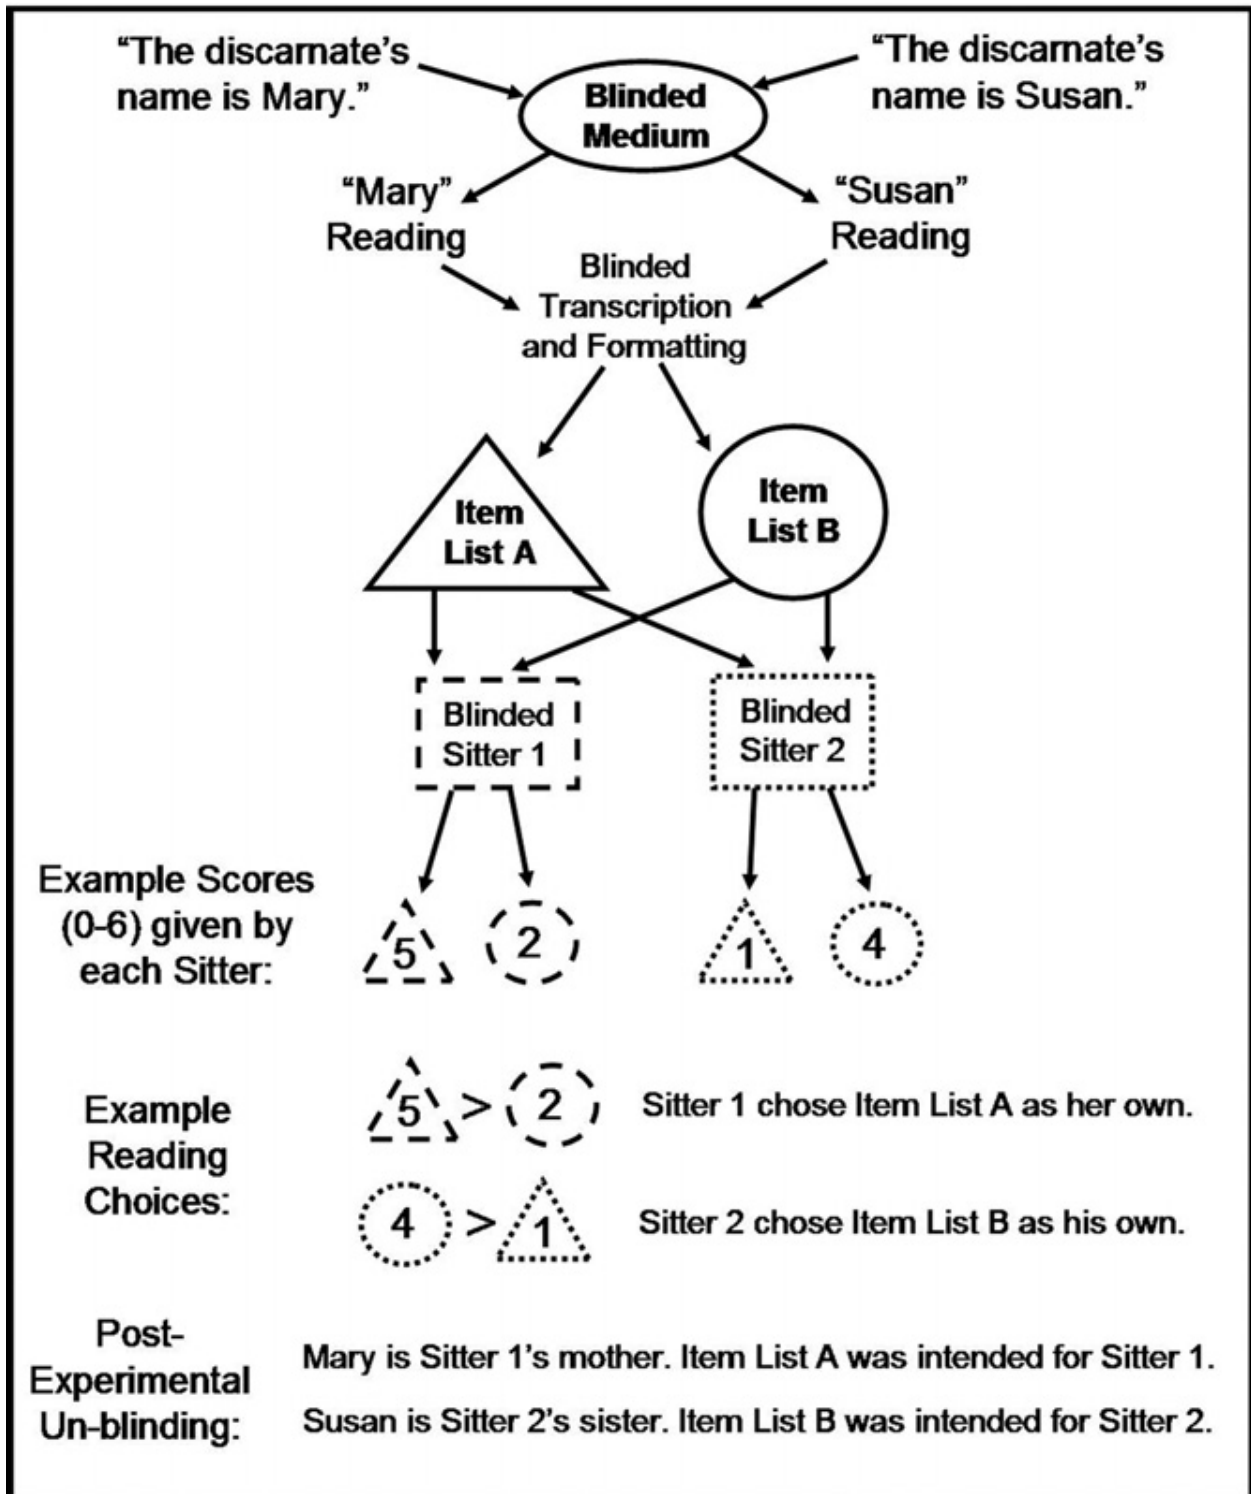 “The discarnate’s
name is Mary.”
“The discarnate’s
name is Susan.”
Blinded
Medium
“Mary”
Reading
“Susan”
Reading
Blinded
Transcription
and Formatting
Item
List A
Item
List B
Blinded
Sitter 1
Blinded
Sitter 2
Example Scores
(0-6) given by
each Sitter:
5
2
1
4
Example
Reading
Choices:
5 > 2
Sitter 1 chose Item List A as her own.
4 > 1
Sitter 2 chose Item List B as his own.
Post-
Experimental
Un-blinding:
Mary is Sitter 1’s mother. Item List A was intended for Sitter 1.
Susan is Sitter 2’s sister. Item List B was intended for Sitter 2.